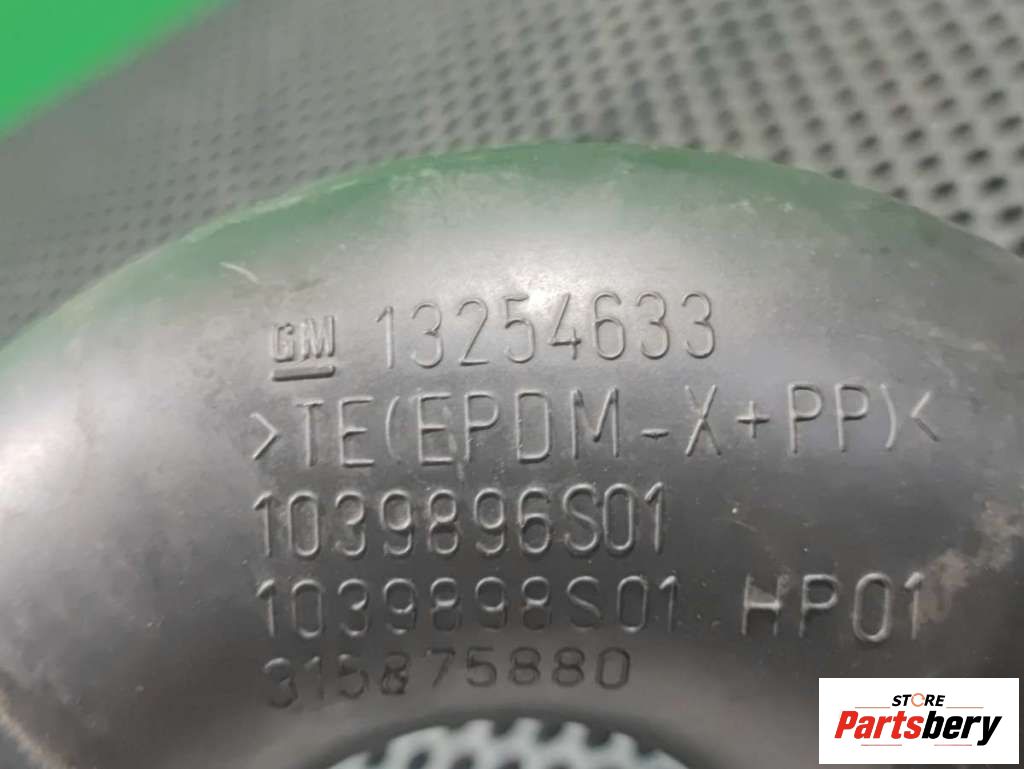 GM 13254633
>TE(EPDM-X+PP)<
1039896S01
1039898S01 HP01
315875880
STORE
Partsbery